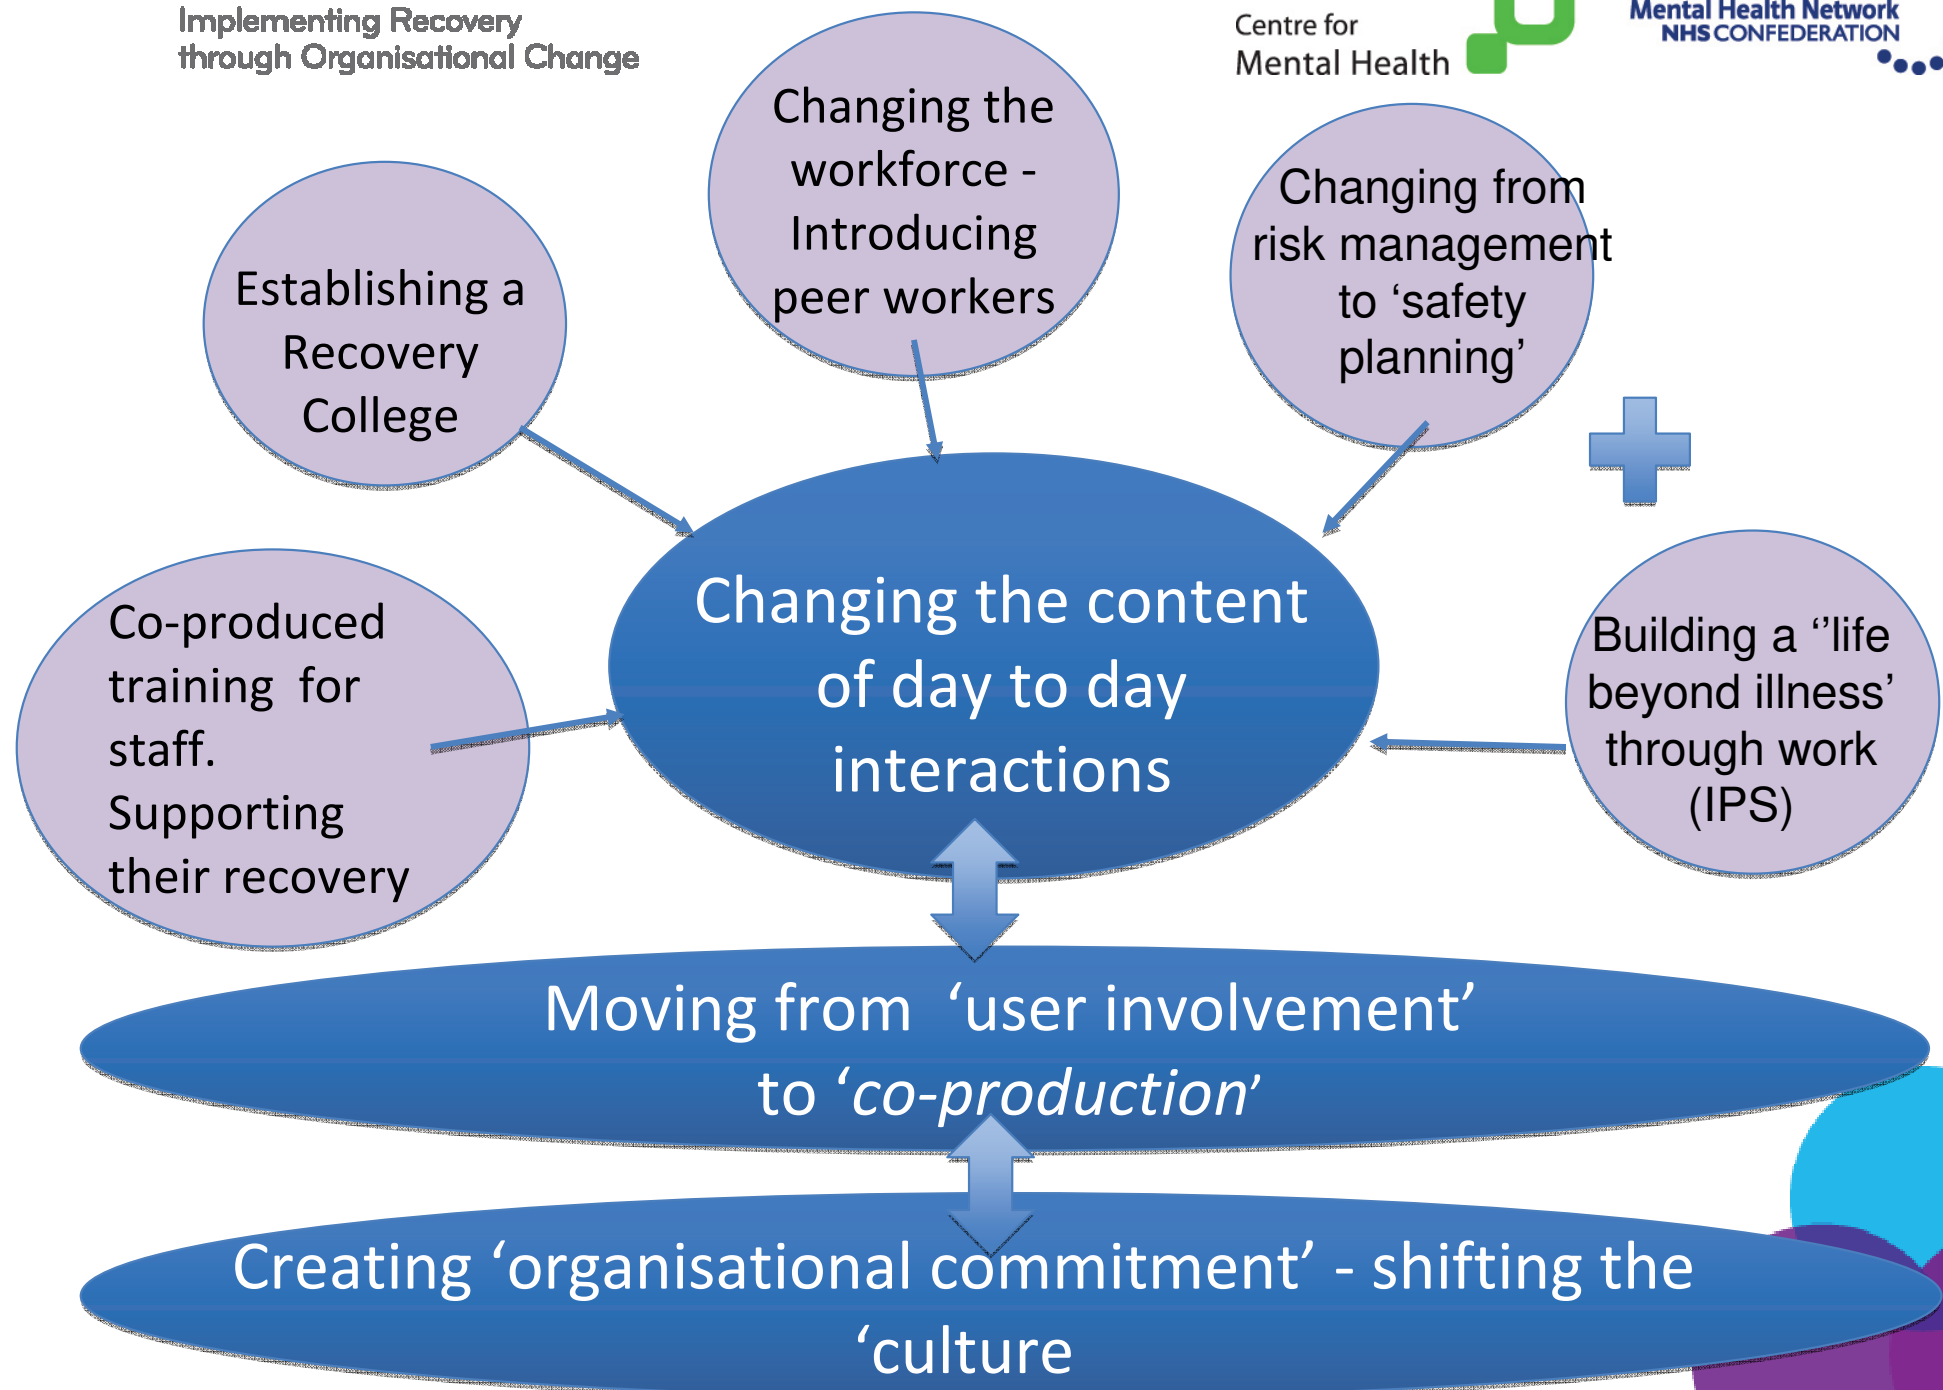 Implementing Recovery
through Organisational Change
Centre for
Mental Health
Mental Health Network
NHS CONFEDERATION
Changing the
workforce -
Introducing
peer workers
Changing from
risk management
to ‘safety
planning’
Establishing a
Recovery
College
Co-produced
training  for
staff.
Supporting
their recovery
Changing the content
of day to day
interactions
Building a ‘’life
beyond illness’
through work
(IPS)
Moving from  ‘user involvement’
to ‘co-production’
Creating ‘organisational commitment’ - shifting the
‘culture